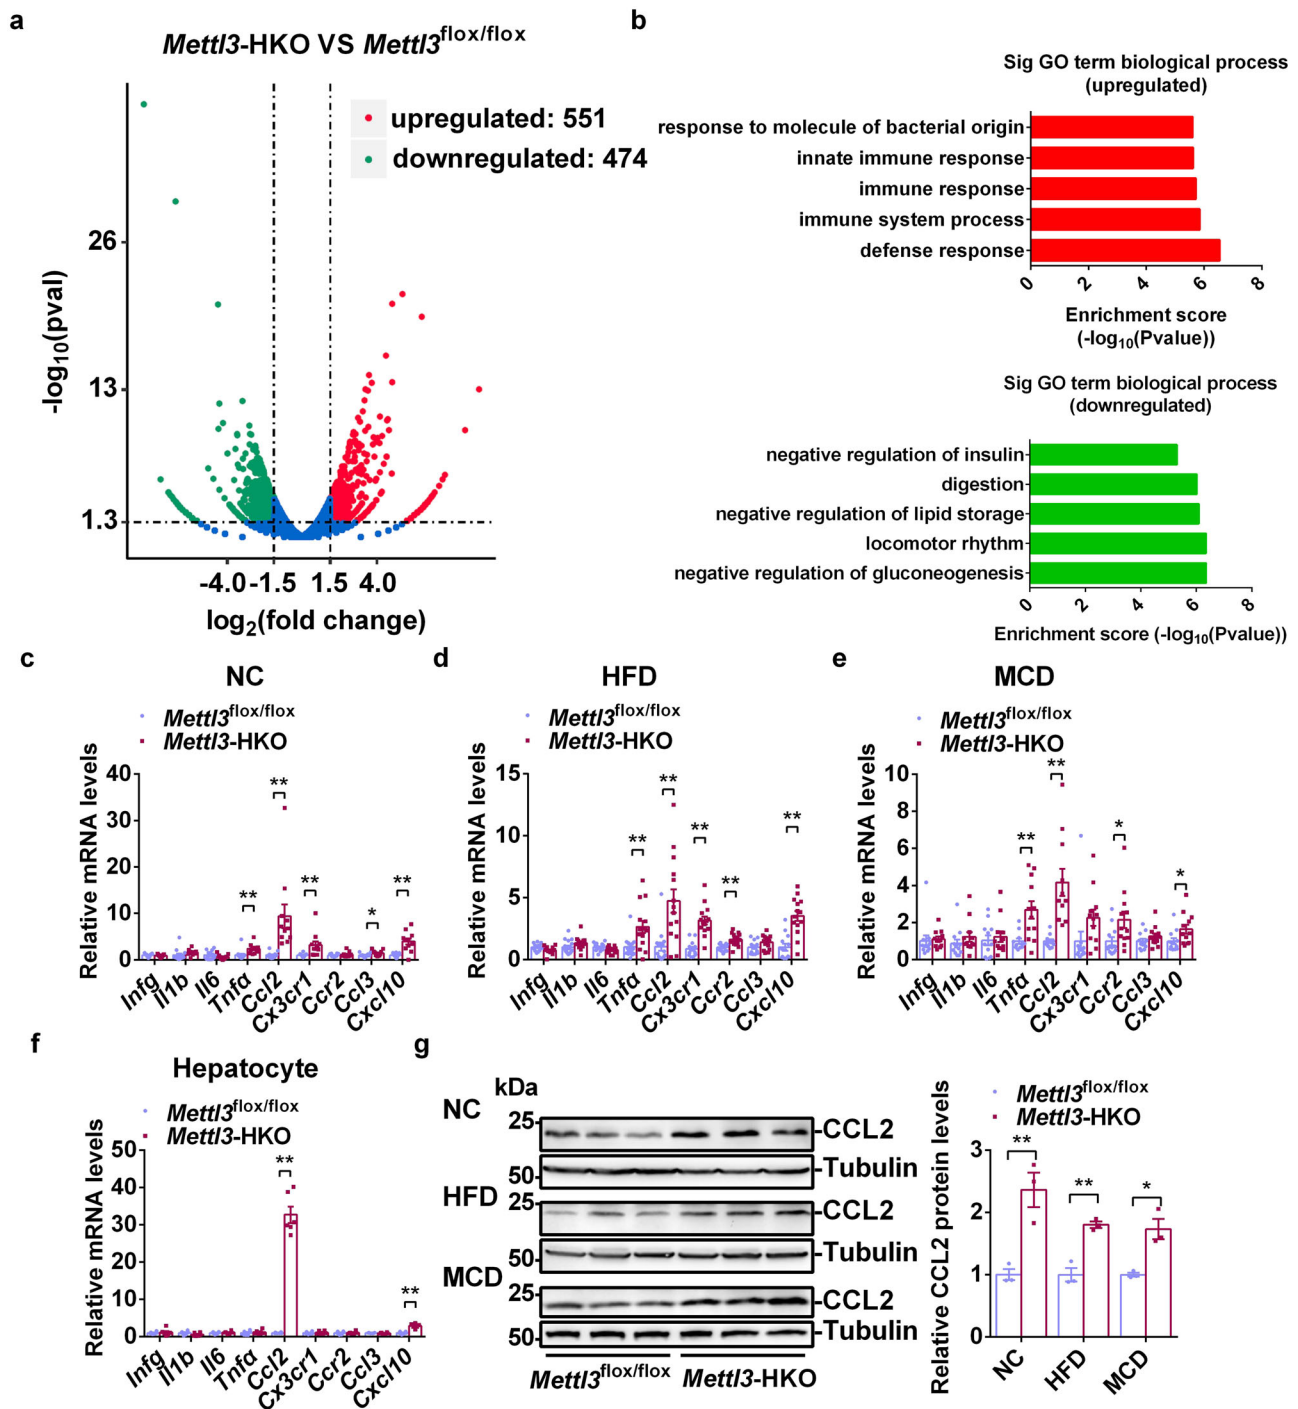 a
Mettl3-HKO VS Mettl3flox/flox
upregulated: 551
downregulated: 474
26
13
1.3
-log10(pval)
-4.0 -1.5 1.5 4.0
log2(fold change)
b
Sig GO term biological process
(upregulated)
response to molecule of bacterial origin
innate immune response
immune response
immune system process
defense response
0 2 4 6 8
Enrichment score
(-log10(Pvalue))
Sig GO term biological process
(downregulated)
negative regulation of insulin
digestion
negative regulation of lipid storage
locomotor rhythm
negative regulation of gluconeogenesis
0 2 4 6 8
Enrichment score (-log10(Pvalue))
c
NC
Mettl3flox/flox
Mettl3-HKO
Relative mRNA levels
40
30
20
10
0
** ** ** * **
Infg Il1b Il6 Tnfα Ccl2 Cx3cr1 Ccr2 Ccl3 Cxcl10
d
HFD
Mettl3flox/flox
Mettl3-HKO
Relative mRNA levels
15
10
5
0
** ** ** ** **
Infg Il1b Il6 Tnfα Ccl2 Cx3cr1 Ccr2 Ccl3 Cxcl10
e
MCD
Mettl3flox/flox
Mettl3-HKO
Relative mRNA levels
10
8
6
4
2
0
** ** * *
Infg Il1b Il6 Tnfα Ccl2 Cx3cr1 Ccr2 Ccl3 Cxcl10
f
Hepatocyte
Mettl3flox/flox
Mettl3-HKO
Relative mRNA levels
50
40
30
20
10
0
** **
Infg Il1b Il6 Tnfα Ccl2 Cx3cr1 Ccr2 Ccl3 Cxcl10
g
kDa
NC
25- -CCL2
50- -Tubulin
HFD
25- -CCL2
50- -Tubulin
MCD
25- -CCL2
50- -Tubulin
Mettl3flox/flox Mettl3-HKO
Mettl3flox/flox
Mettl3-HKO
Relative CCL2 protein levels
3
2
1
0
** ** *
NC HFD MCD